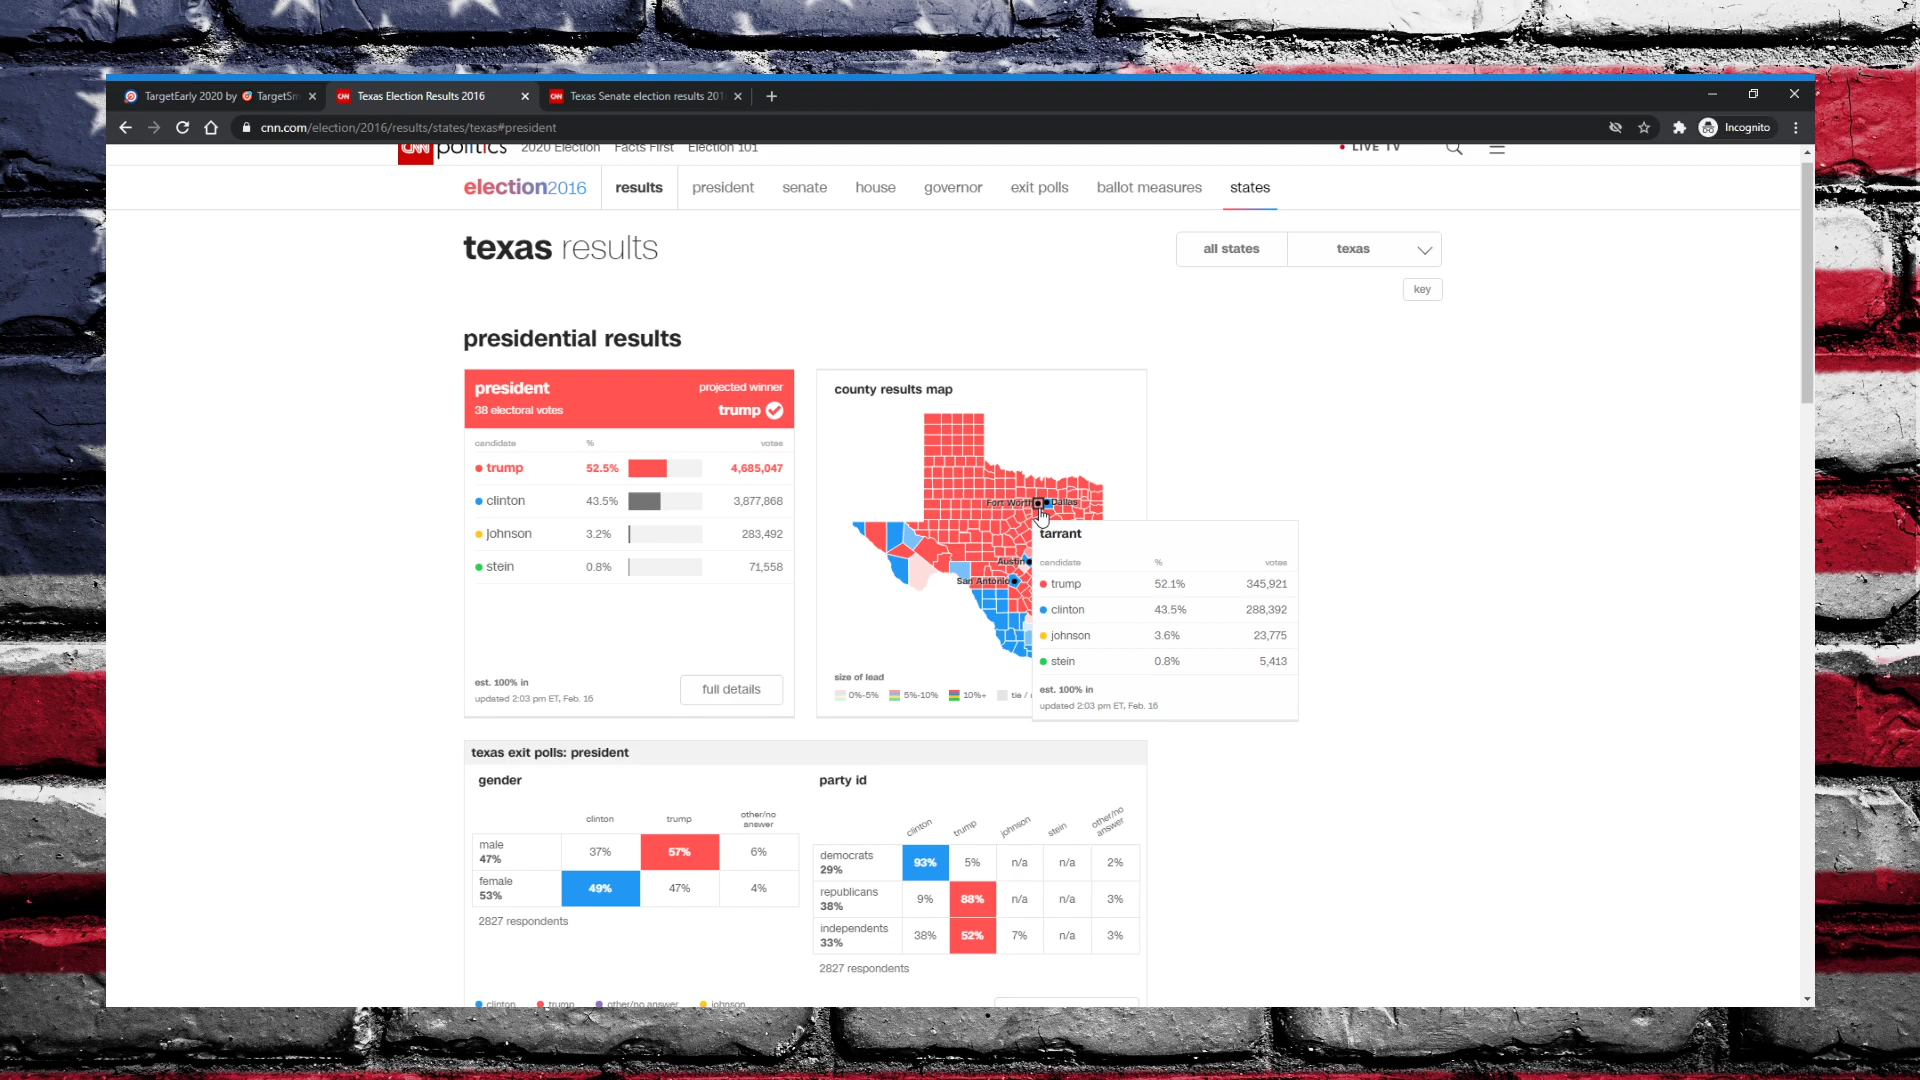 TargetEarly 2020 by TargetSm
Texas Election Results 2016
Texas Senate election results 201
cnn.com/election/2016/results/states/texas#president
Incognito
CNN politics 2020 Election Facts First Election 101
LIVE TV
election2016 results president senate house governor exit polls ballot measures states
texas results
all states texas
key
presidential results
president projected winner
38 electoral votes trump
candidate % votes
trump 52.5% 4,685,047
clinton 43.5% 3,877,868
johnson 3.2% 283,492
stein 0.8% 71,558
est. 100% in
updated 2:03 pm ET, Feb. 16
full details
county results map
Fort Worth Dallas
Austin
San Antonio
size of lead
0%-5% 5%-10% 10%+ tie /
tarrant
candidate % votes
trump 52.1% 345,921
clinton 43.5% 288,392
johnson 3.6% 23,775
stein 0.8% 5,413
est. 100% in
updated 2:03 pm ET, Feb. 16
texas exit polls: president
gender
clinton trump other/no answer
male 47% 37% 57% 6%
female 53% 49% 47% 4%
2827 respondents
party id
clinton trump johnson stein other/no answer
democrats 29% 93% 5% n/a n/a 2%
republicans 38% 9% 88% n/a n/a 3%
independents 33% 38% 52% 7% n/a 3%
2827 respondents
clinton trump other/no answer johnson